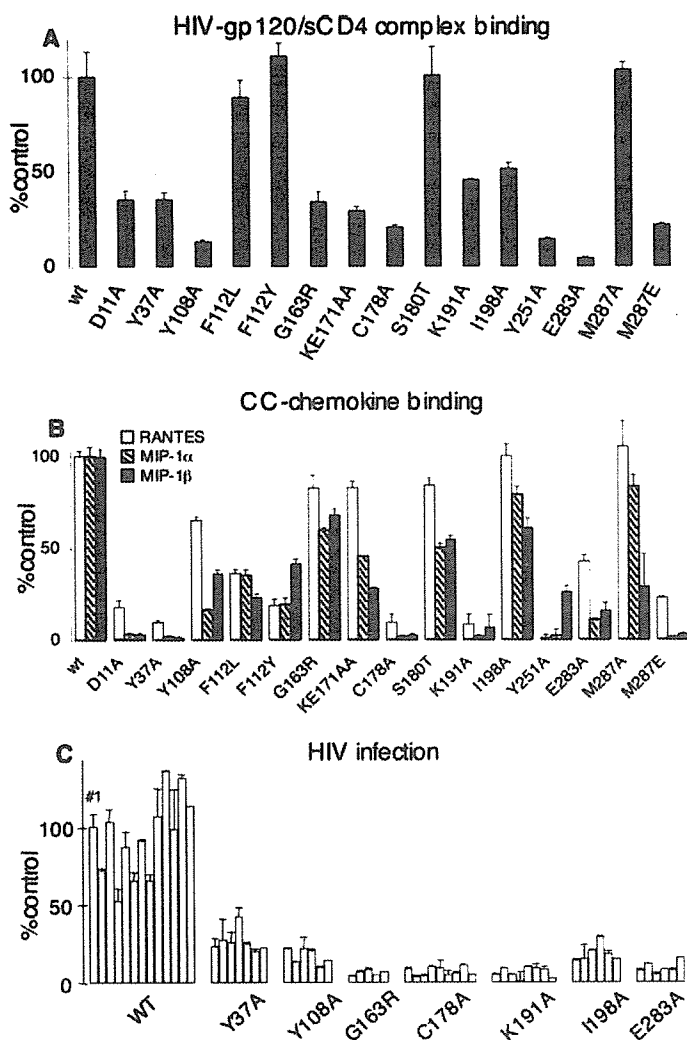 A HIV-gp120/sCD4 complex binding
%control
100
50
0
wt D11A Y37A Y108A F112L F112Y G163R KE171AA C178A S180T K191A I198A Y251A E283A M287A M287E
B CC-chemokine binding
RANTES
MIP-1α
MIP-1β
%control
100
50
0
wt D11A Y37A Y108A F112L F112Y G163R KE171AA C178A S180T K191A I198A Y251A E283A M287A M287E
C HIV infection
#1
%control
100
50
0
WT Y37A Y108A G163R C178A K191A I198A E283A